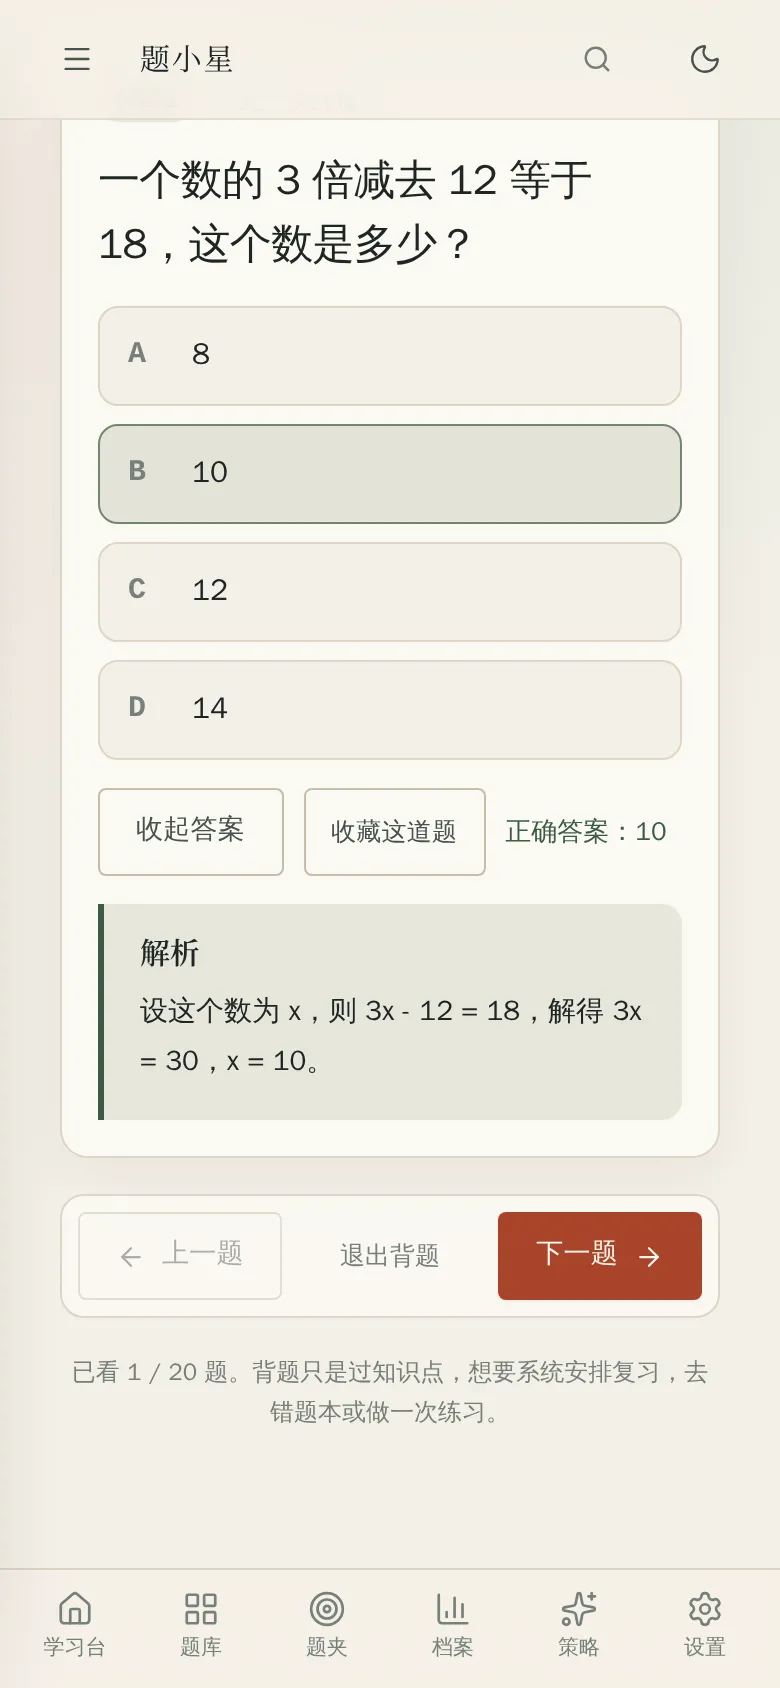 题小星
一个数的 3 倍减去 12 等于
18，这个数是多少？
A 8
B 10
C 12
D 14
收起答案 收藏这道题 正确答案：10
解析
设这个数为 x，则 3x - 12 = 18，解得 3x
= 30，x = 10。
← 上一题 退出背题 下一题 →
已看 1 / 20 题。背题只是过知识点，想要系统安排复习，去
错题本或做一次练习。
学习台 题库 题夹 档案 策略 设置